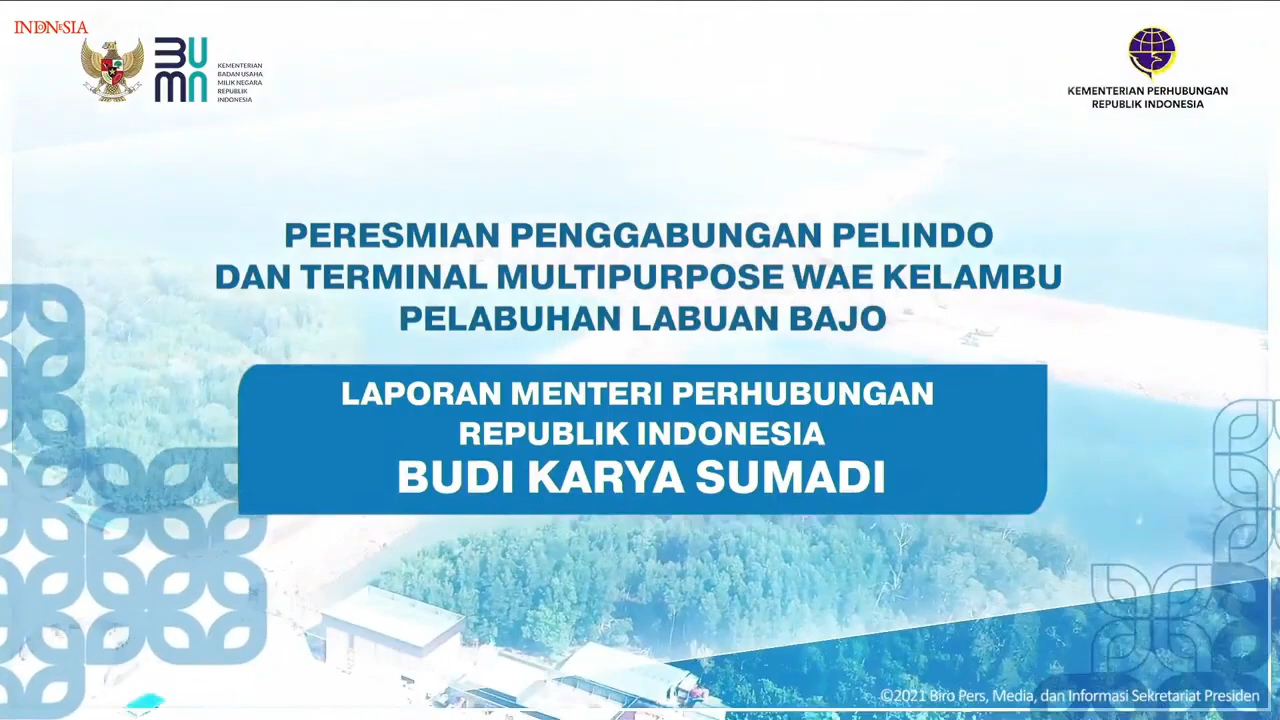 INDONESIA
BUMN
KEMENTERIAN
BADAN USAHA
MILIK NEGARA
REPUBLIK
INDONESIA
KEMENTERIAN PERHUBUNGAN
REPUBLIK INDONESIA
PERESMIAN PENGGABUNGAN PELINDO
DAN TERMINAL MULTIPURPOSE WAE KELAMBU
PELABUHAN LABUAN BAJO
LAPORAN MENTERI PERHUBUNGAN
REPUBLIK INDONESIA
BUDI KARYA SUMADI
©2021 Biro Pers, Media, dan Informasi Sekretariat Presiden